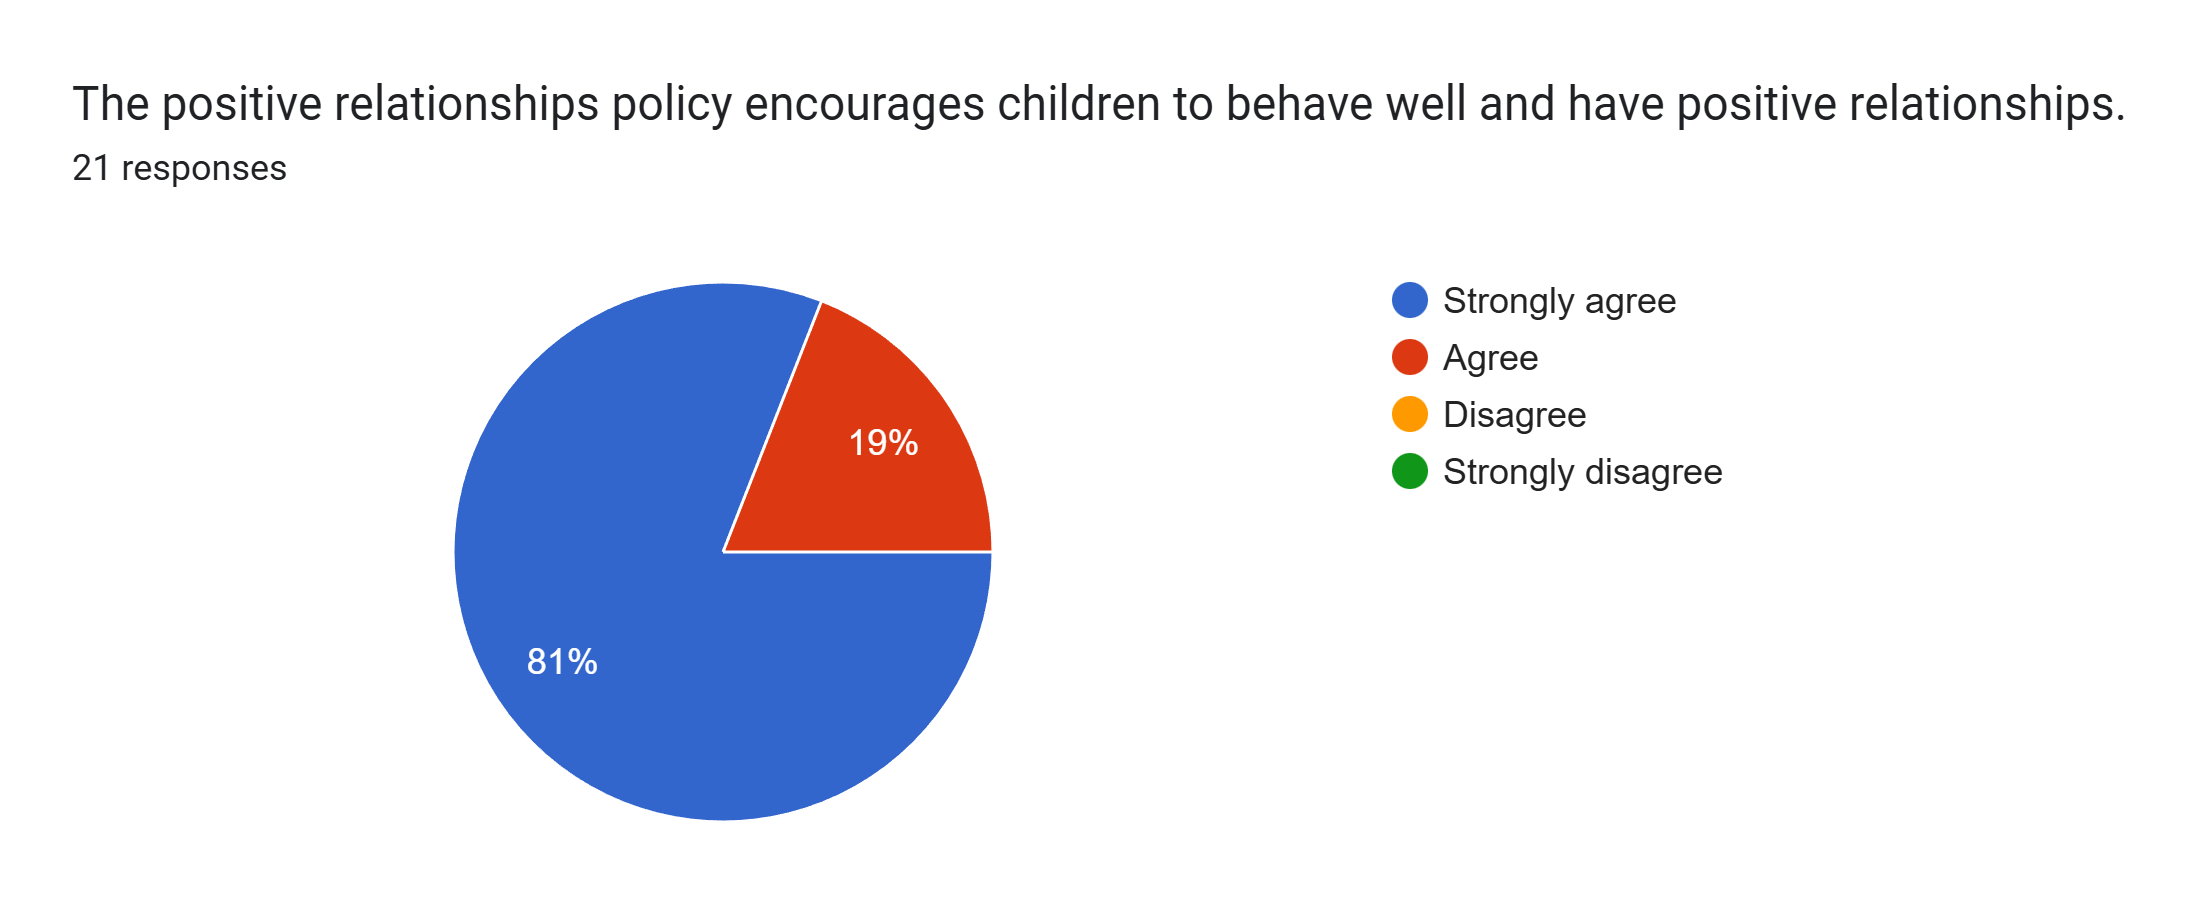 The positive relationships policy encourages children to behave well and have positive relationships.
21 responses
Strongly agree
Agree
Disagree
Strongly disagree
19%
81%